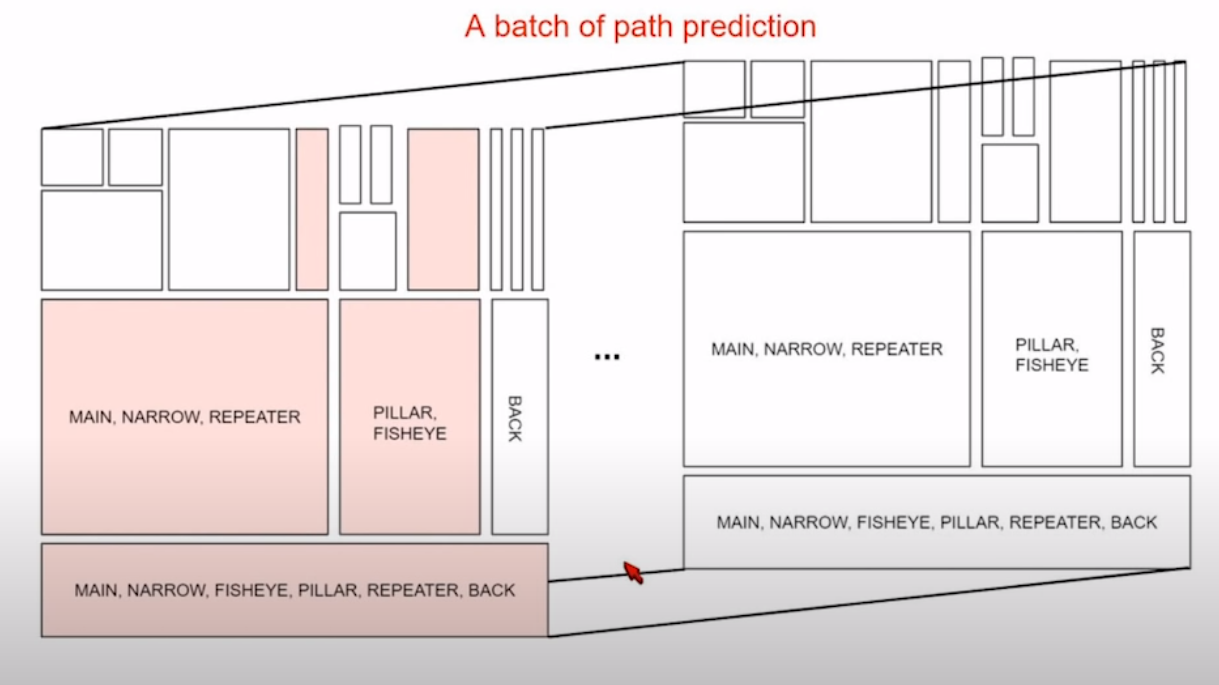 A batch of path prediction
MAIN, NARROW, REPEATER
PILLAR,
FISHEYE
BACK
MAIN, NARROW, FISHEYE, PILLAR, REPEATER, BACK
...
MAIN, NARROW, REPEATER
PILLAR,
FISHEYE
BACK
MAIN, NARROW, FISHEYE, PILLAR, REPEATER, BACK